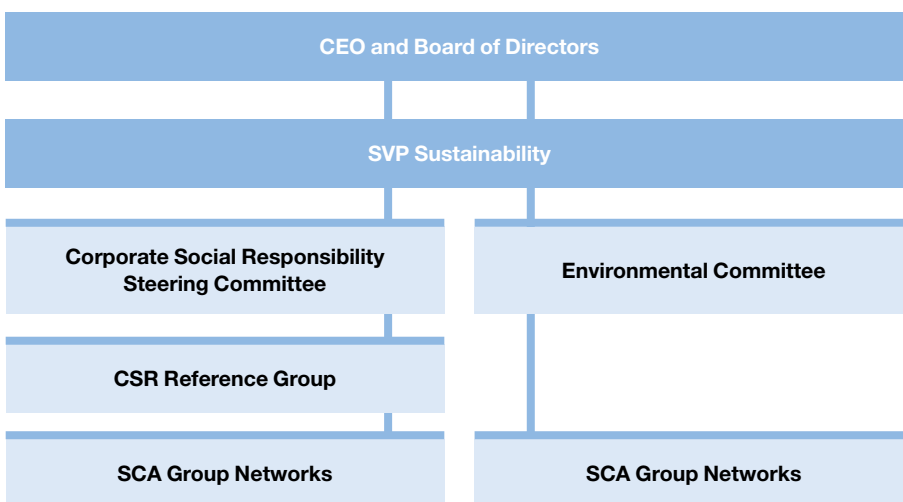 CEO and Board of Directors
SVP Sustainability
Corporate Social Responsibility
Steering Committee
Environmental Committee
CSR Reference Group
SCA Group Networks
SCA Group Networks